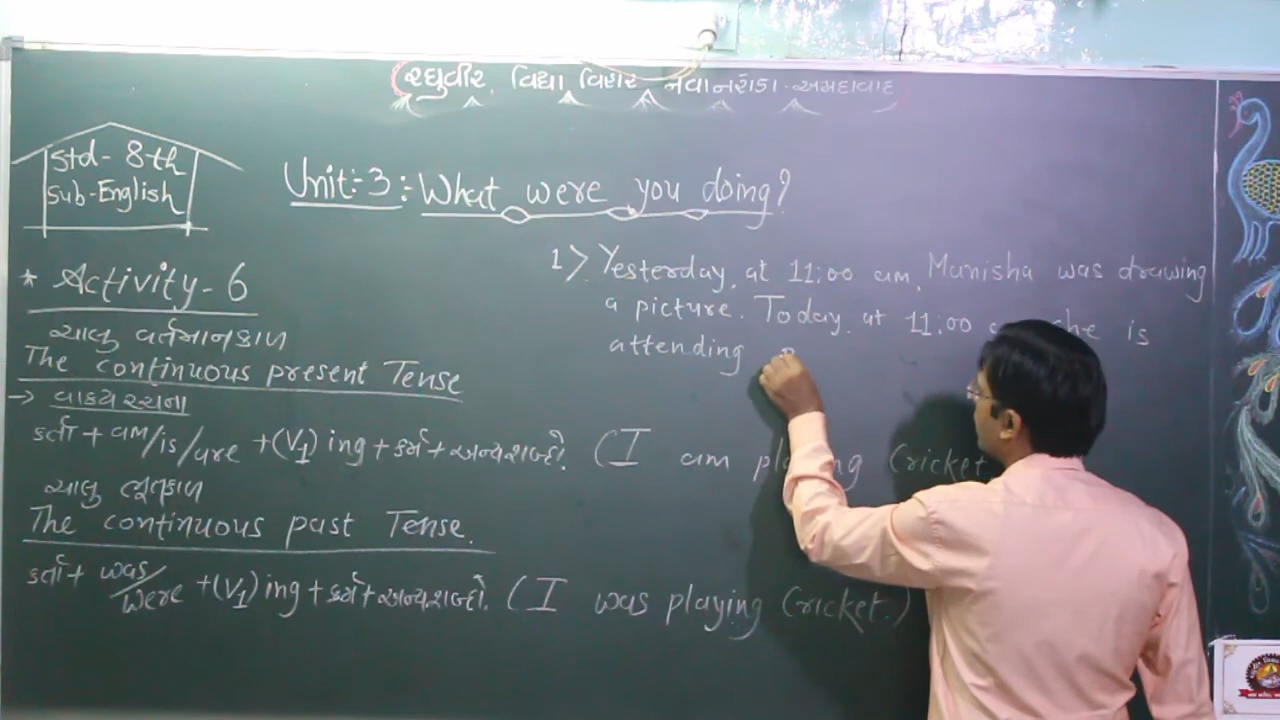 રઘુવીર વિદ્યા વિહાર નવાનરોડા અમદાવાદ
Std- 8th
Sub-English
Unit:-3:- What were you doing?
* Activity-6
ચાલુ વર્તમાનકાળ
The continuous present Tense
→ વાક્યરચના
કર્તા + am/is/are +(V1) ing + કર્મ + અન્યશબ્દો. (I am playing Cricket
ચાલુ ભૂતકાળ
The continuous past Tense.
કર્તા + was/were +(V1) ing + કર્મ + અન્યશબ્દો. (I was playing Cricket.)
1) Yesterday, at 11:00 am, Manisha was drawing
a picture. Today, at 11:00 she is
attending